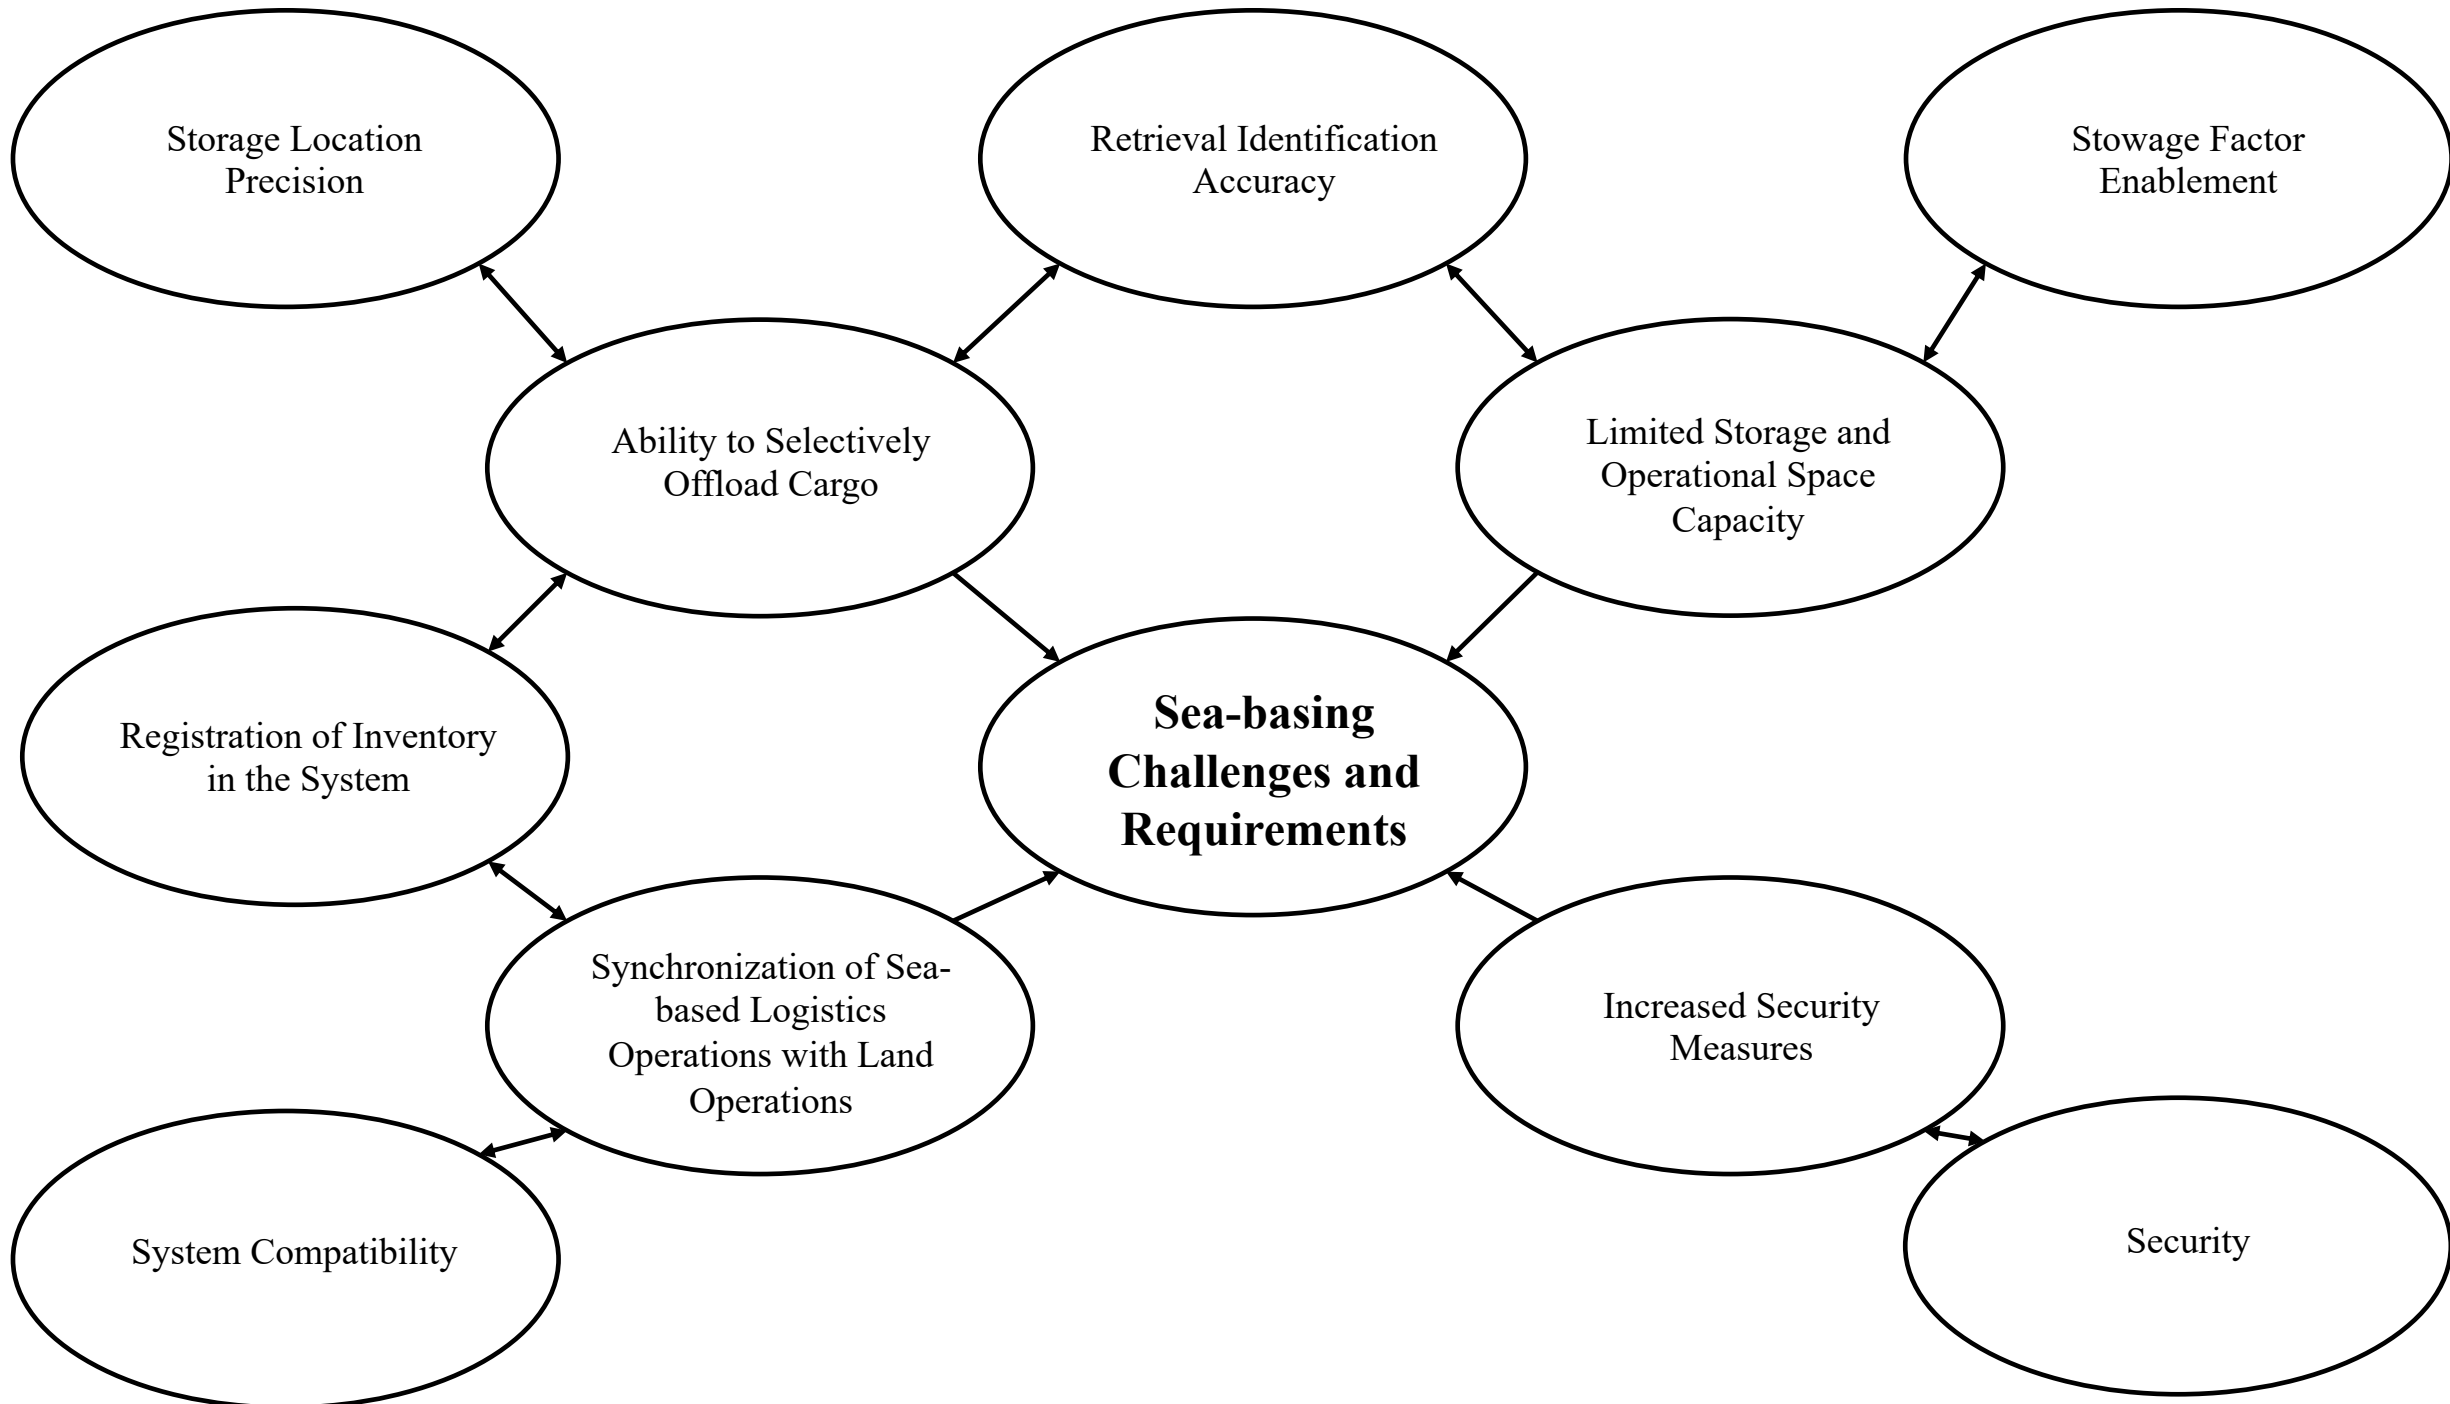 Storage Location
Precision
Retrieval Identification
Accuracy
Stowage Factor
Enablement
Ability to Selectively
Offload Cargo
Limited Storage and
Operational Space
Capacity
Registration of Inventory
in the System
Sea-basing
Challenges and
Requirements
Synchronization of Sea-
based Logistics
Operations with Land
Operations
Increased Security
Measures
System Compatibility
Security